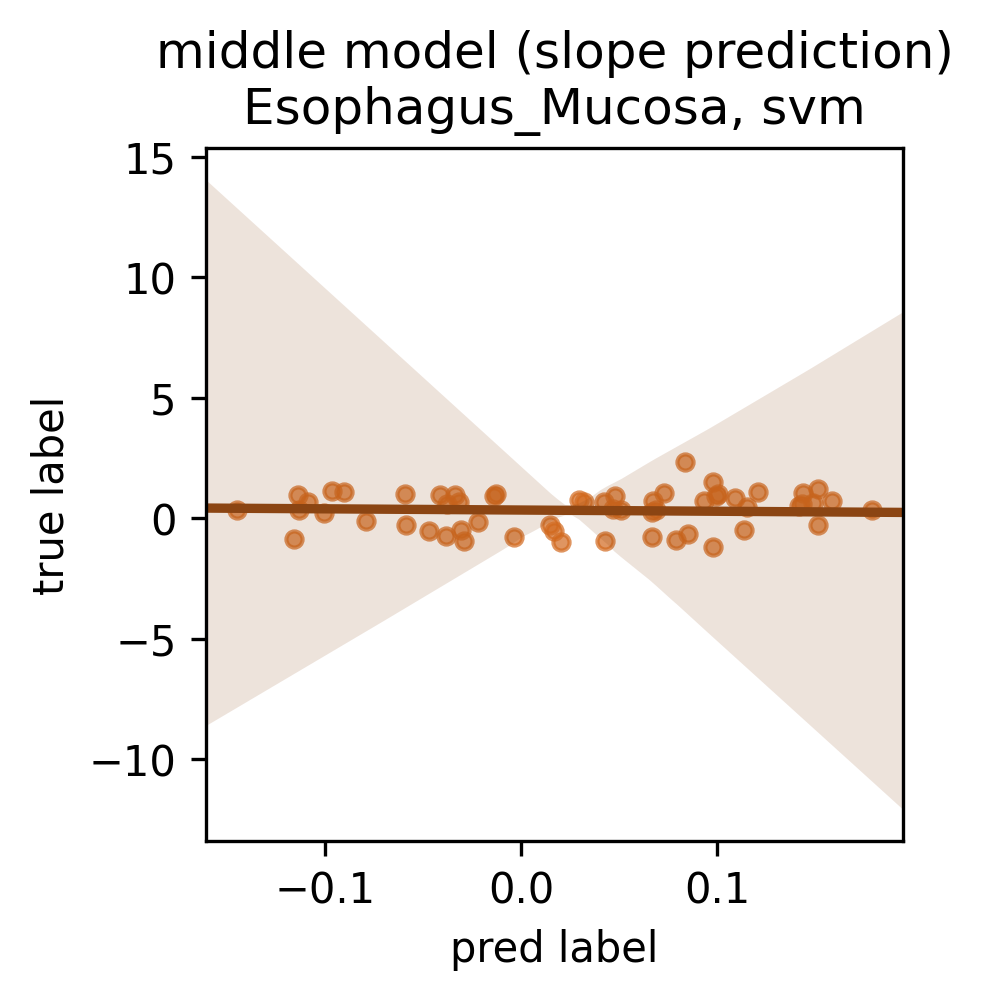 middle model (slope prediction)
Esophagus_Mucosa, svm
15
10
5
0
−5
−10
true label
−0.1
0.0
0.1
pred label